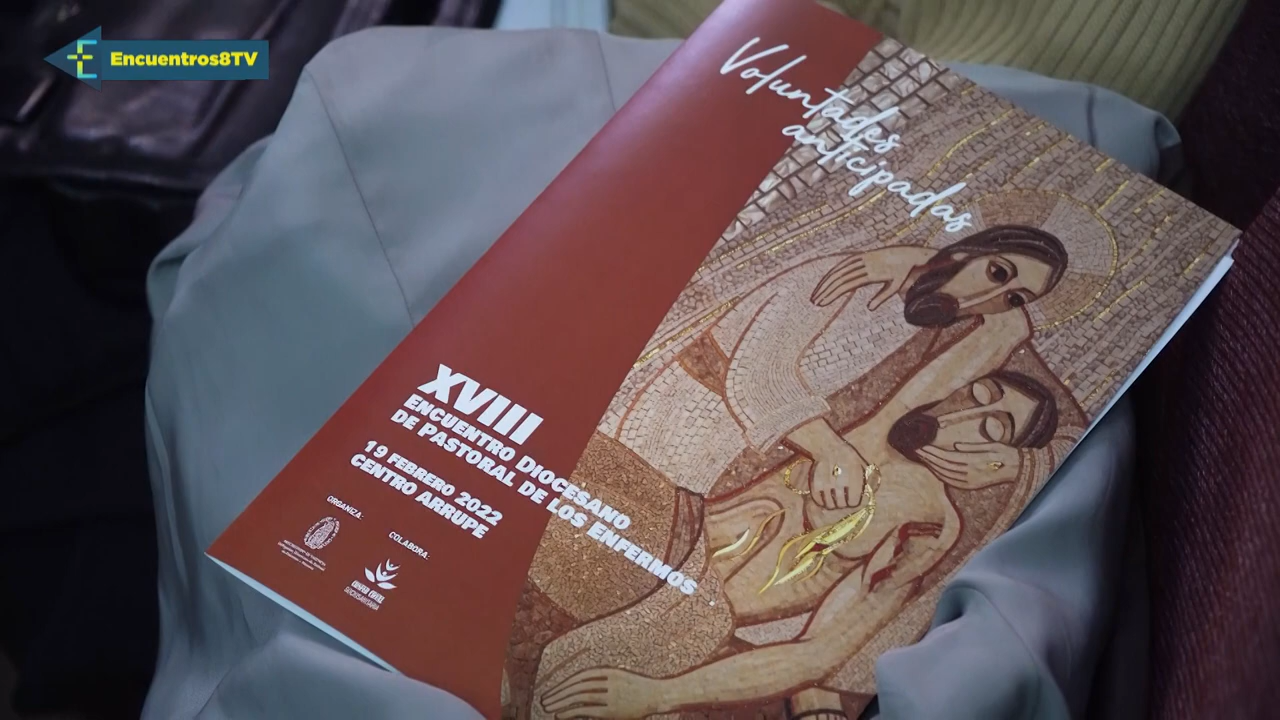 Encuentros8TV
Voluntades
anticipadas
XVIII
ENCUENTRO DIOCESANO
DE PASTORAL DE LOS ENFERMOS
19 FEBRERO 2022
CENTRO ARRUPE
ORGANIZA:
COLABORA: